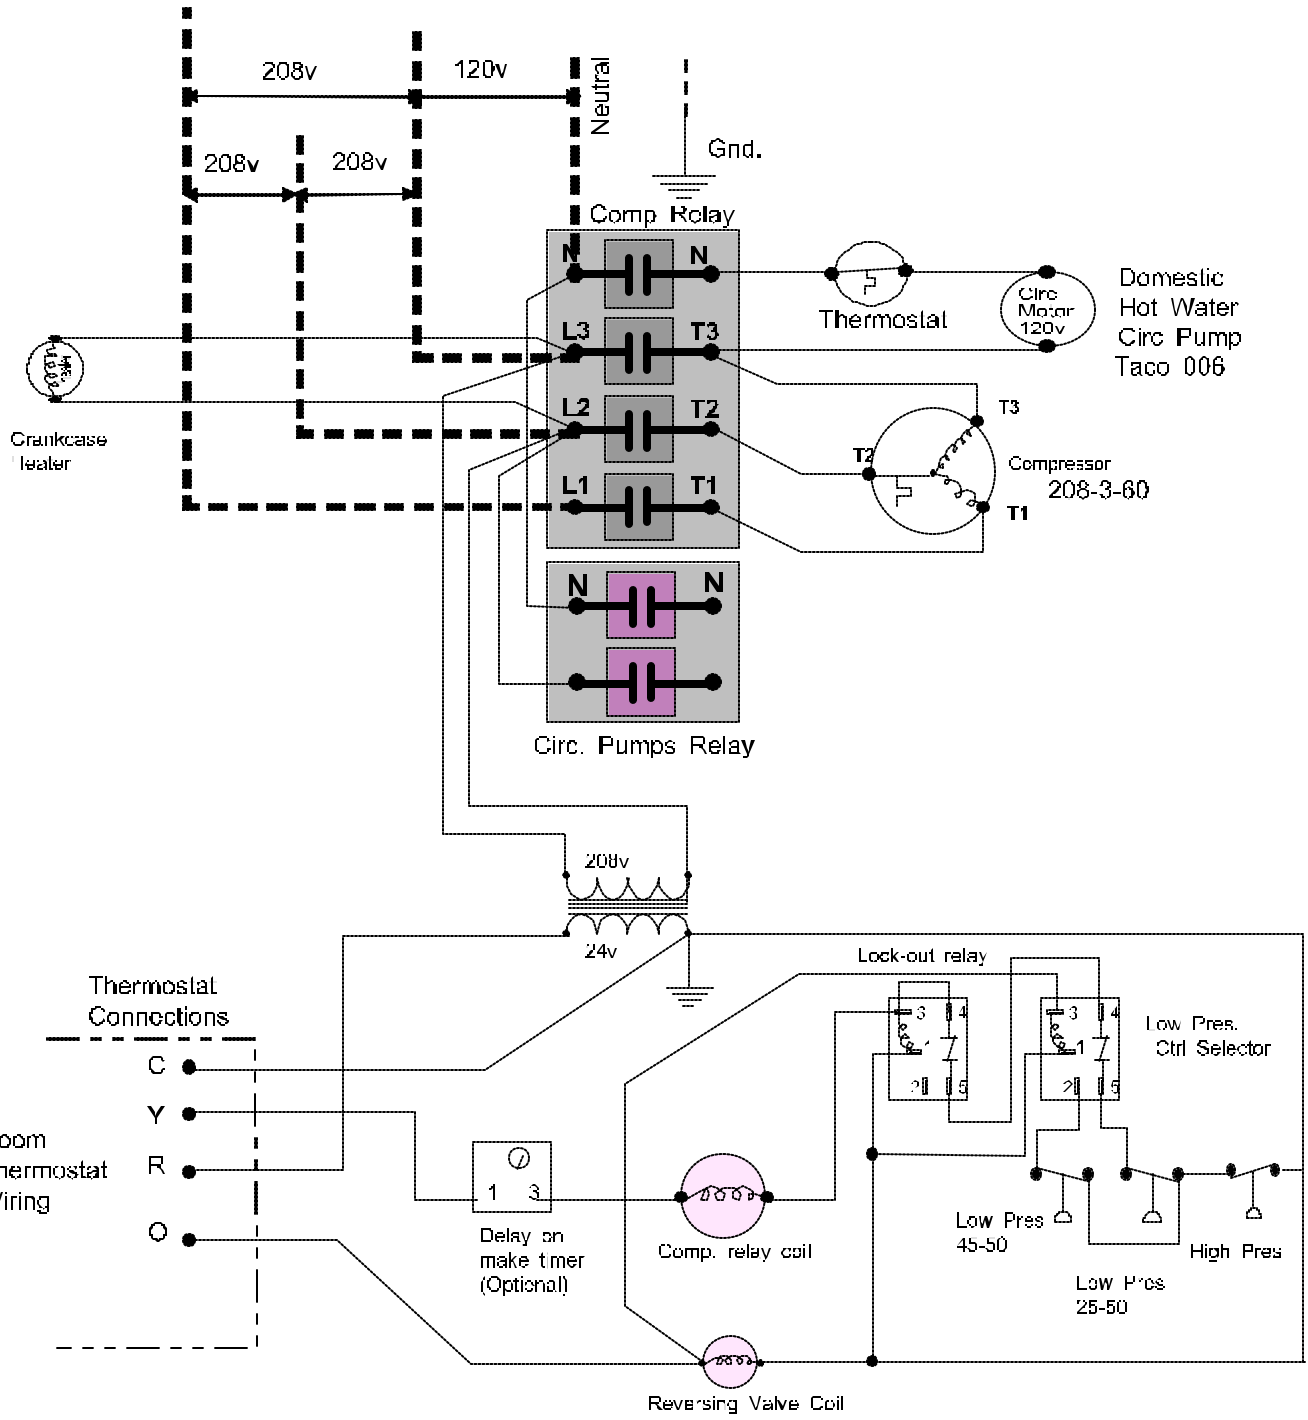 208v
120v
Neutral
208v
208v
Gnd.
Comp Relay
N
N
L3
T3
L2
T2
L1
T1
Thermostat
Circ
Motor
120v
Domestic
Hot Water
Circ Pump
Taco 006
Crankcase
Heater
T3
T2
Compressor
208-3-60
T1
N
N
Circ. Pumps Relay
208v
24v
Thermostat
Connections
C
Y
R
O
oom
hermostat
iring
1 3
Delay on
make timer
(Optional)
Comp. relay coil
Lock-out relay
3 4
1
2 5
3 4
1
2 5
Low Pres.
Ctrl Selector
Low Pres
45-50
Low Pres
25-50
High Pres
Reversing Valve Coil